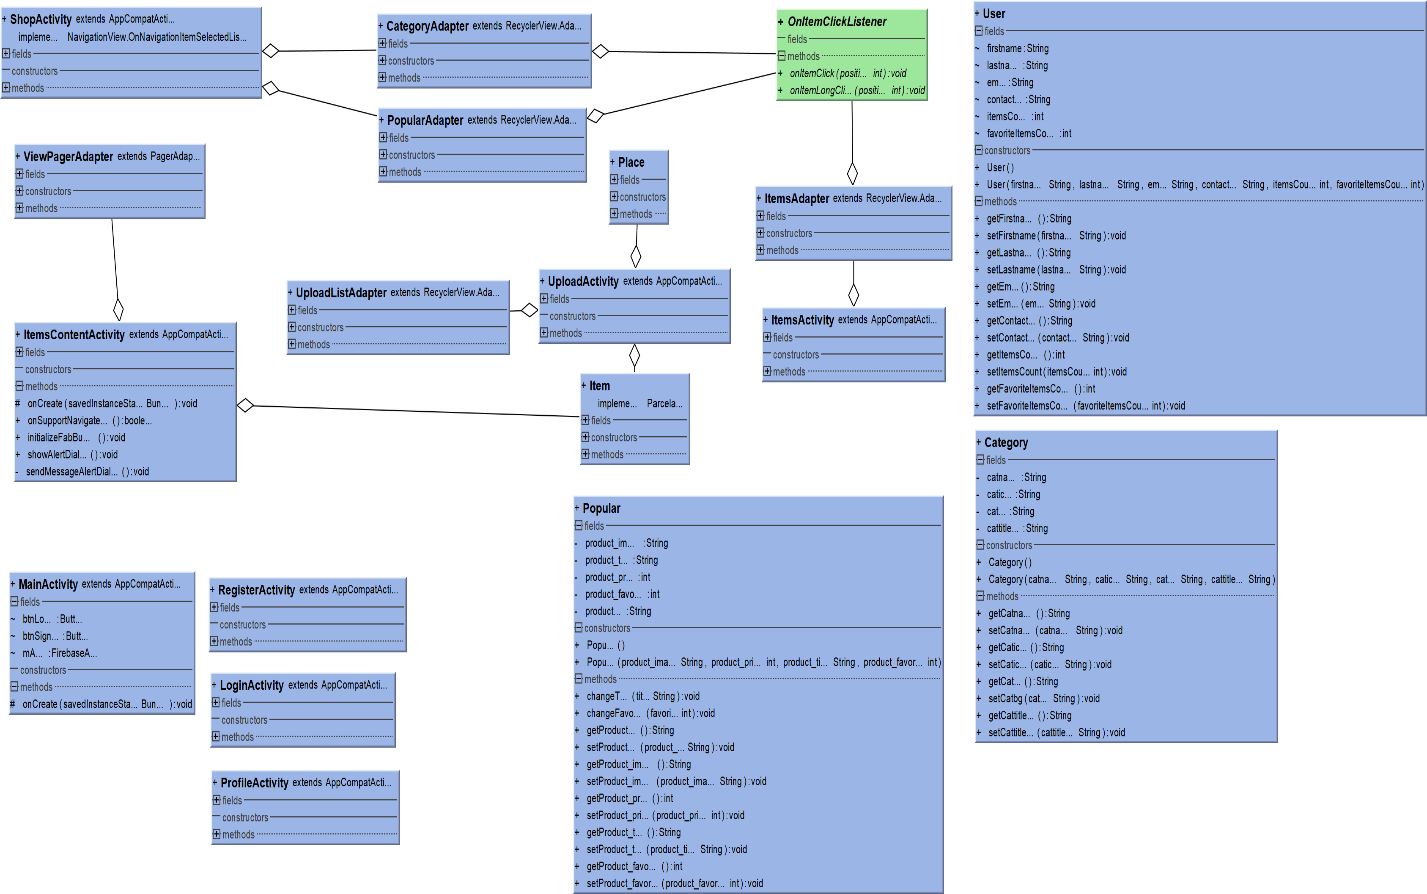 + ShopActivity extends AppCompatActi...
impleme... NavigationView.OnNavigationItemSelectedLis...
fields
constructors
methods
+ CategoryAdapter extends RecyclerView.Ada...
fields
constructors
methods
+ OnItemClickListener
fields
methods
+ onItemClick (positi... int) : void
+ onItemLongCli... (positi... int) : void
+ PopularAdapter extends RecyclerView.Ada...
fields
constructors
methods
+ ViewPagerAdapter extends PagerAdap...
fields
constructors
methods
+ Place
fields
constructors
methods
+ ItemsAdapter extends RecyclerView.Ada...
fields
constructors
methods
+ UploadListAdapter extends RecyclerView.Ada...
fields
constructors
methods
+ UploadActivity extends AppCompatActi...
fields
constructors
methods
+ ItemsActivity extends AppCompatActi...
fields
constructors
methods
+ ItemsContentActivity extends AppCompatActi...
fields
constructors
methods
# onCreate (savedInstanceSta... Bun... ) : void
+ onSupportNavigate... () : boole...
+ initializeFabBu... () : void
+ showAlertDial... () : void
- sendMessageAlertDial... () : void
+ Item
impleme... Parcela...
fields
constructors
methods
+ User
fields
~ firstname : String
~ lastna... : String
~ em... : String
~ contact... : String
~ itemsCo... : int
~ favoriteItemsCo... : int
constructors
+ User ()
+ User (firstna... String, lastna... String, em... String, contact... String, itemsCou... int, favoriteItemsCou... int)
methods
+ getFirstna... () : String
+ setFirstname (firstna... String) : void
+ getLastna... () : String
+ setLastname (lastna... String) : void
+ getEm... () : String
+ setEm... (em... String) : void
+ getContact... () : String
+ setContact... (contact... String) : void
+ getItemsCo... () : int
+ setItemsCount (itemsCou... int) : void
+ getFavoriteItemsCo... () : int
+ setFavoriteItemsCo... (favoriteItemsCou... int) : void
+ Category
fields
- catna... : String
- catic... : String
- cat... : String
- cattitle... : String
constructors
+ Category ()
+ Category (catna... String, catic... String, cat... String, cattitle... String)
methods
+ getCatna... () : String
+ setCatna... (catna... String) : void
+ getCatic... () : String
+ setCatic... (catic... String) : void
+ getCat... () : String
+ setCatbg (cat... String) : void
+ getCattitle... () : String
+ setCattitle... (cattitle... String) : void
+ Popular
fields
- product_im... : String
- product_t... : String
- product_pr... : int
- product_favo... : int
- product... : String
constructors
+ Popu... ()
+ Popu... (product_ima... String, product_pri... int, product_ti... String, product_favor... int)
methods
+ changeT... (tit... String) : void
+ changeFavo... (favori... int) : void
+ getProduct... () : String
+ setProduct... (product_... String) : void
+ getProduct_im... () : String
+ setProduct_im... (product_ima... String) : void
+ getProduct_pr... () : int
+ setProduct_pri... (product_pri... int) : void
+ getProduct_t... () : String
+ setProduct_t... (product_ti... String) : void
+ getProduct_favo... () : int
+ setProduct_favor... (product_favor... int) : void
+ MainActivity extends AppCompatActi...
fields
~ btnLo... : Butt...
~ btnSign... : Butt...
~ mA... : FirebaseA...
constructors
methods
# onCreate (savedInstanceSta... Bun... ) : void
+ RegisterActivity extends AppCompatActi...
fields
constructors
methods
+ LoginActivity extends AppCompatActi...
fields
constructors
methods
+ ProfileActivity extends AppCompatActi...
fields
constructors
methods